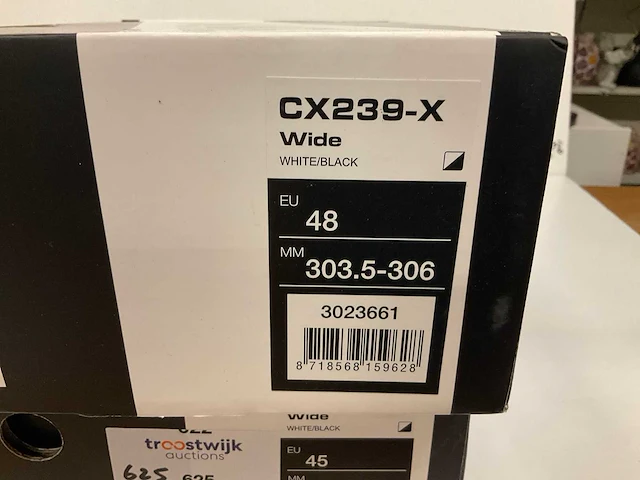 CX239-X
Wide
WHITE/BLACK
EU
48
MM
303.5-306
3023661
8 718568 159628
Wide
WHITE/BLACK
troostwijk
auctions
EU
45
625
625
MM